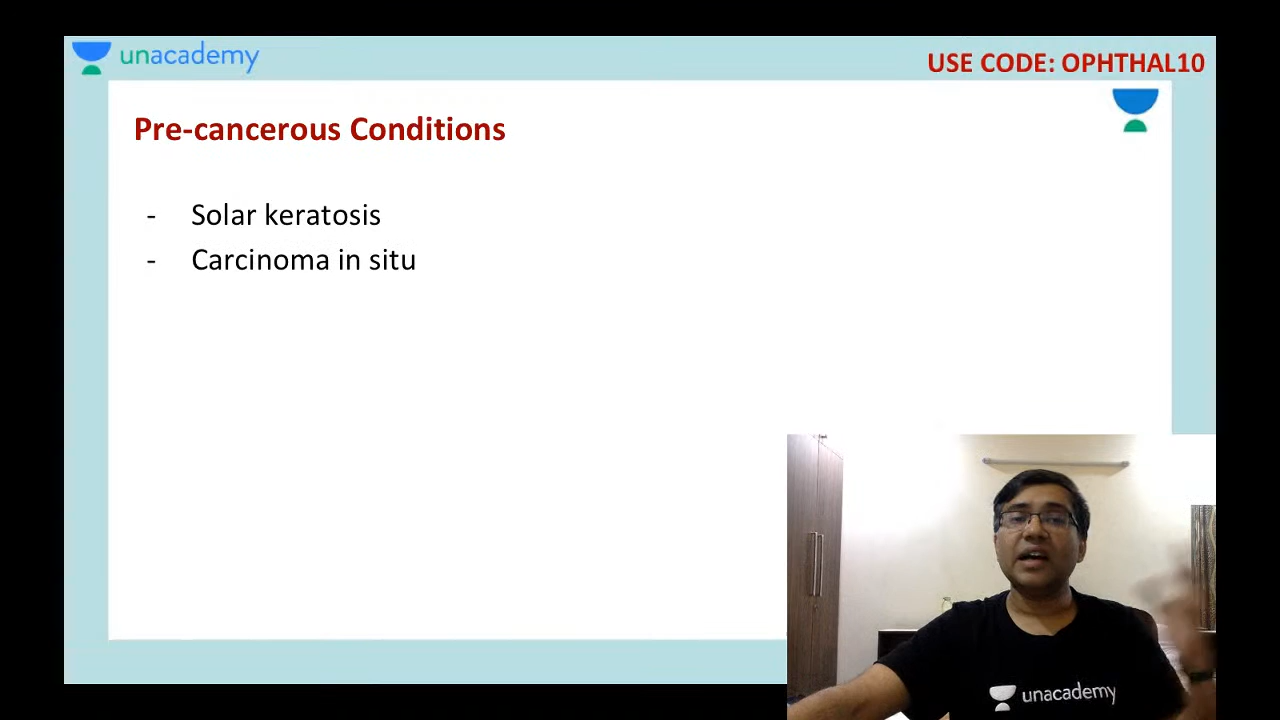 unacademy
USE CODE: OPHTHAL10
Pre-cancerous Conditions
- Solar keratosis
- Carcinoma in situ
unacademy